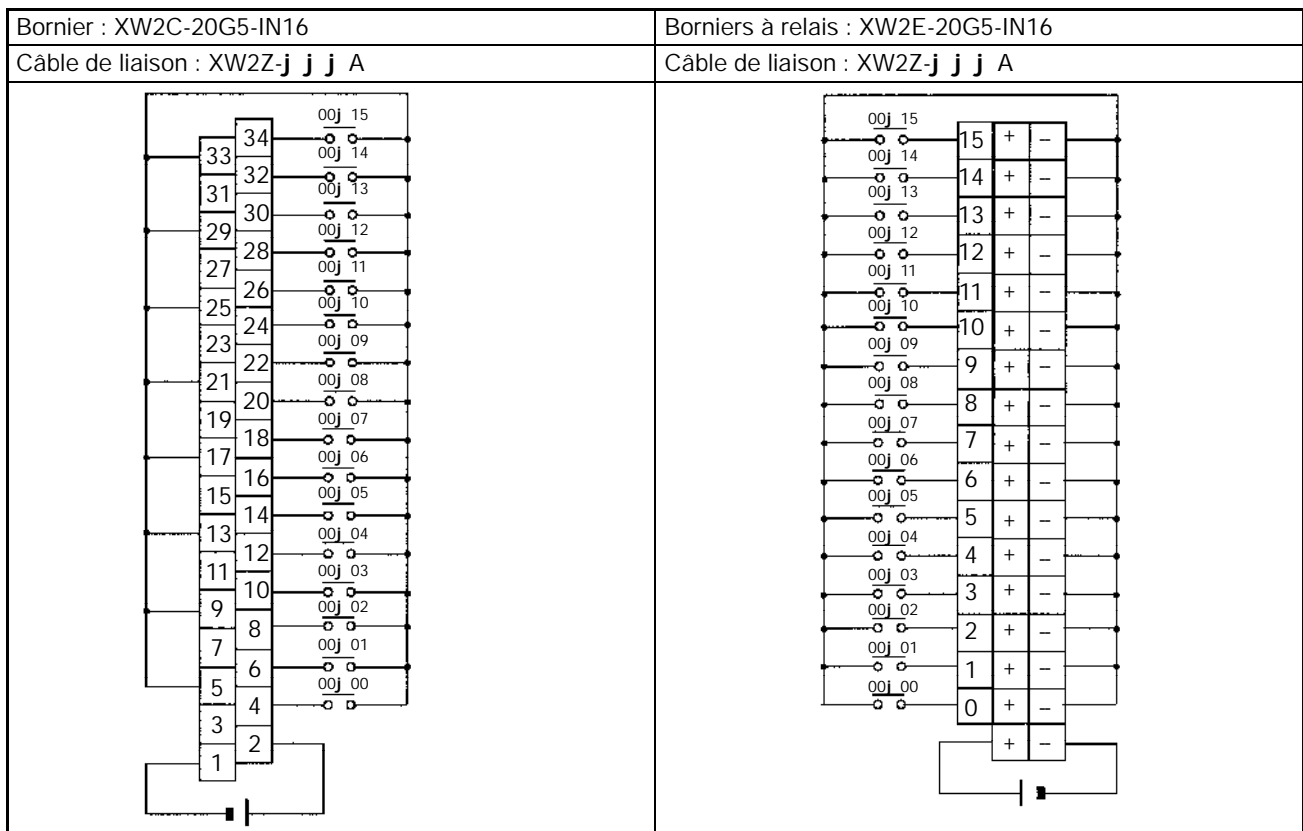 Bornier : XW2C-20G5-IN16
Borniers à relais : XW2E-20G5-IN16
Câble de liaison : XW2Z-j j j A
Câble de liaison : XW2Z-j j j A
00j 15
34
33
00j 14
32
31
00j 13
30
29
00j 12
28
27
00j 11
26
25
00j 10
24
23
00j 09
22
21
00j 08
20
19
00j 07
18
17
00j 06
16
15
00j 05
14
13
00j 04
12
11
00j 03
10
9
00j 02
8
7
00j 01
6
5
00j 00
4
3
2
1
00j 15
15 + –
00j 14
14 + –
00j 13
13 + –
00j 12
12 + –
00j 11
11 + –
00j 10
10 + –
00j 09
9 + –
00j 08
8 + –
00j 07
7 + –
00j 06
6 + –
00j 05
5 + –
00j 04
4 + –
00j 03
3 + –
00j 02
2 + –
00j 01
1 + –
00j 00
0 + –
+ –